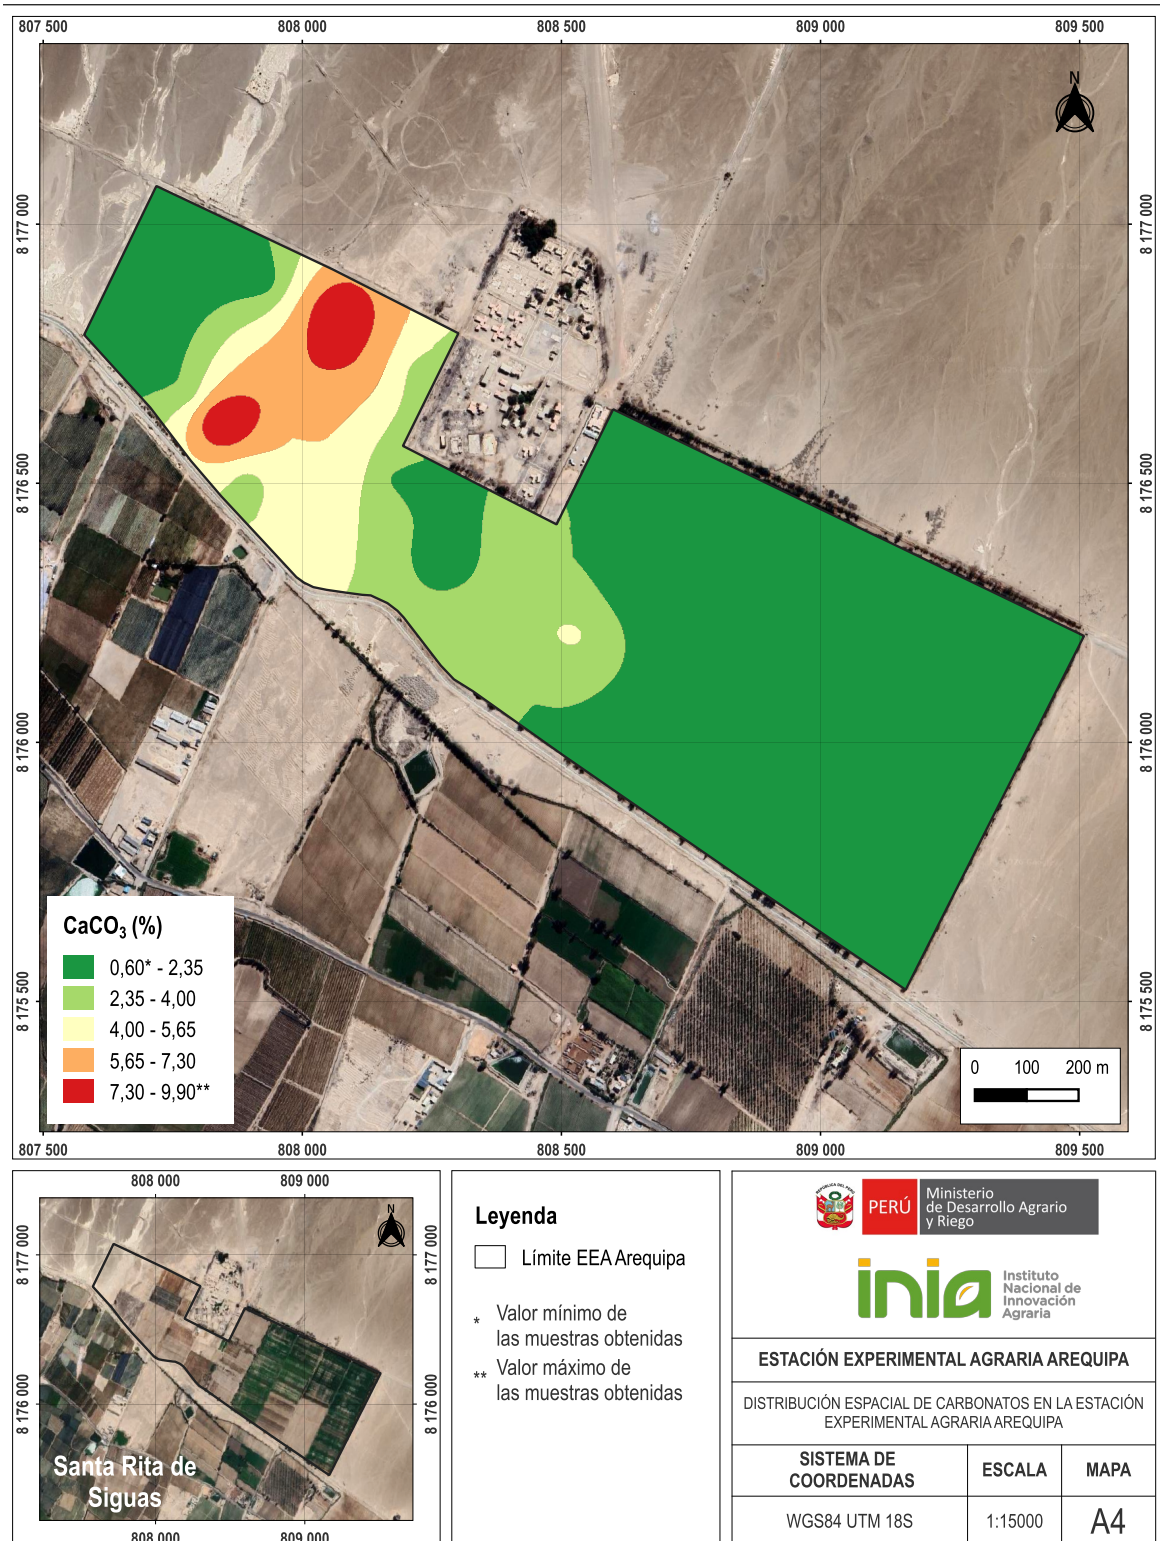 807 500
808 000
808 500
809 000
809 500
N
8 177 000
8 177 000
8 176 500
8 176 500
8 176 000
8 176 000
8 175 500
8 175 500
CaCO3 (%)
0,60* - 2,35
2,35 - 4,00
4,00 - 5,65
5,65 - 7,30
7,30 - 9,90**
0 100 200 m
807 500
808 000
808 500
809 000
809 500
808 000
809 000
N
8 177 000
8 177 000
8 176 000
8 176 000
Santa Rita de
Siguas
808 000
809 000
Leyenda
Límite EEA Arequipa
* Valor mínimo de
las muestras obtenidas
** Valor máximo de
las muestras obtenidas
REPÚBLICA DEL PERÚ
PERÚ
Ministerio
de Desarrollo Agrario
y Riego
inia
Instituto
Nacional de
Innovación
Agraria
ESTACIÓN EXPERIMENTAL AGRARIA AREQUIPA
DISTRIBUCIÓN ESPACIAL DE CARBONATOS EN LA ESTACIÓN
EXPERIMENTAL AGRARIA AREQUIPA
SISTEMA DE
COORDENADAS
ESCALA
MAPA
WGS84 UTM 18S
1:15000
A4